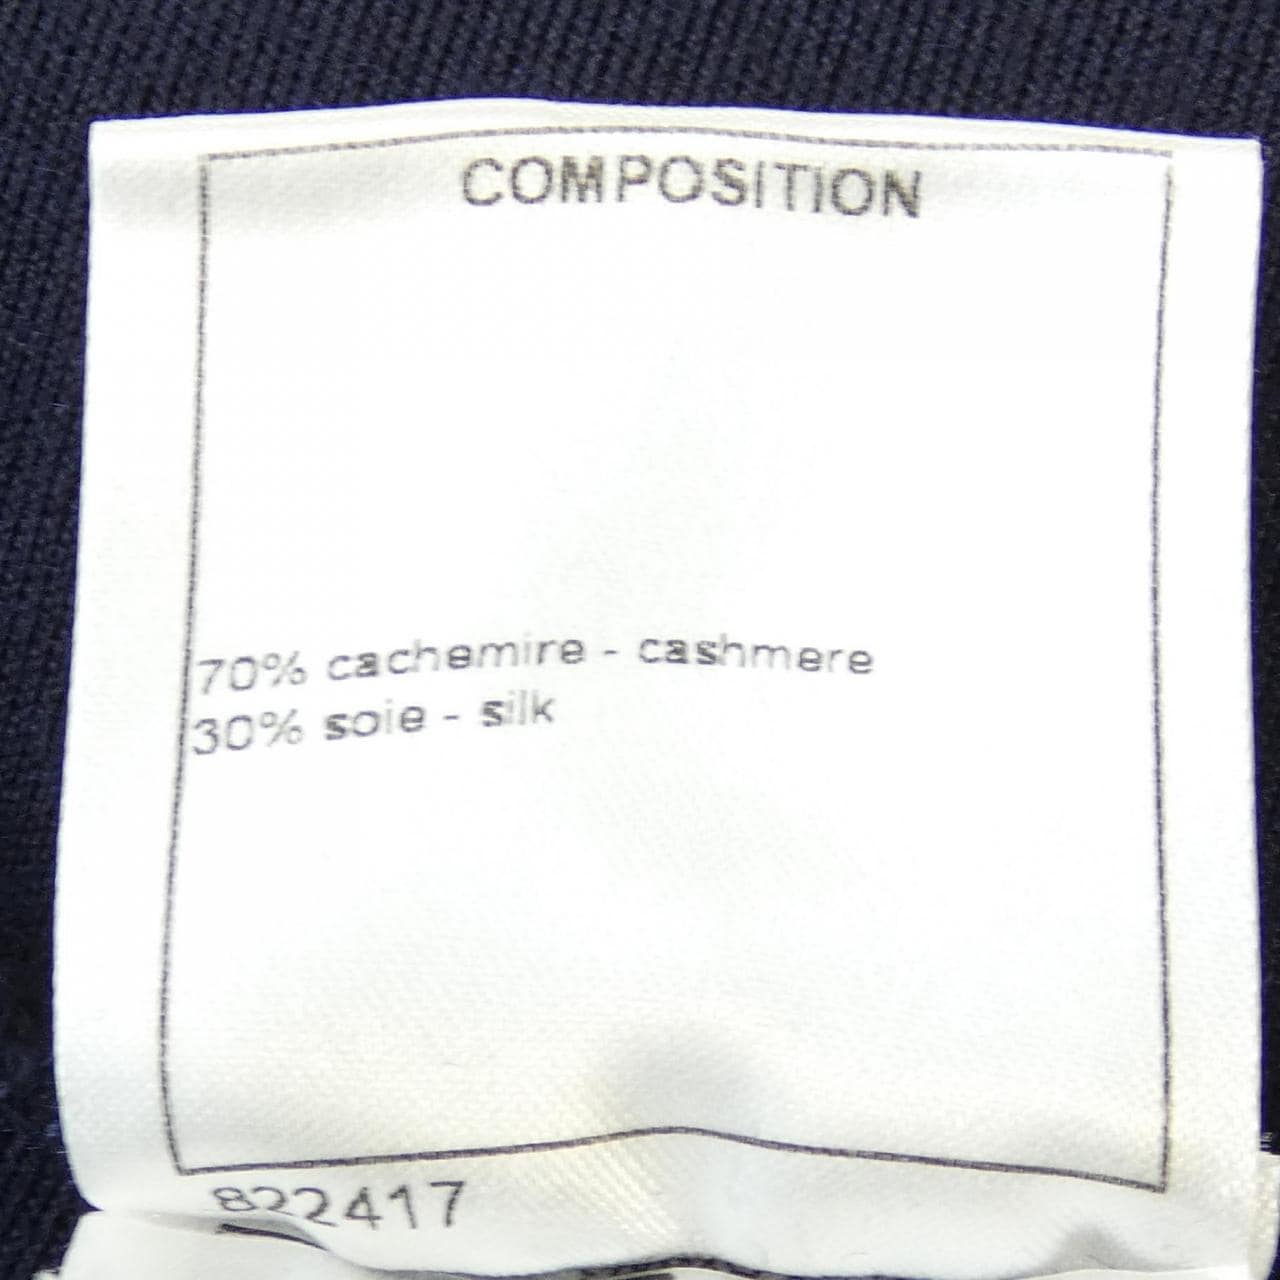 COMPOSITION
70% cachemire - cashmere
30% soie - silk
822417